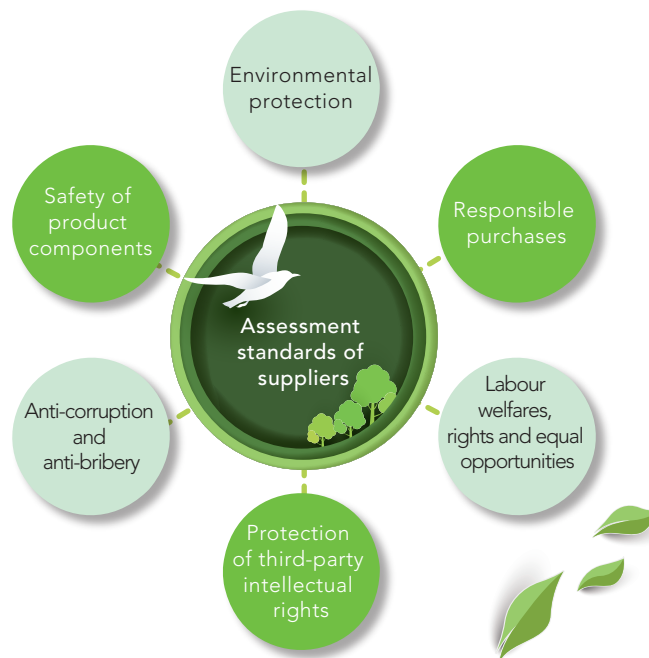 Environmental
protection
Safety of
product
components
Responsible
purchases
Assessment
standards of
suppliers
Anti-corruption
and
anti-bribery
Labour
welfares,
rights and equal
opportunities
Protection
of third-party
intellectual
rights